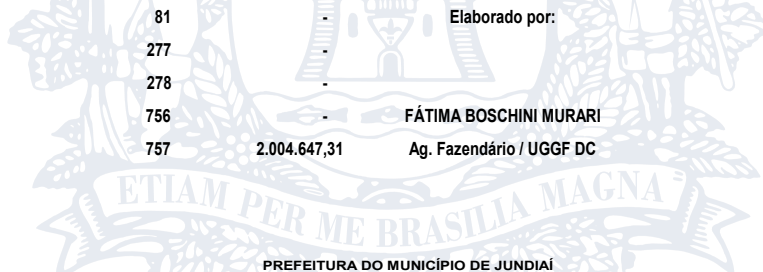 81 - Elaborado por:
277 -
278 -
756 - FÁTIMA BOSCHINI MURARI
757 2.004.647,31 Ag. Fazendário / UGGF DC
ETIAM PER ME BRASILIA MAGNA
PREFEITURA DO MUNICÍPIO DE JUNDIAÍ